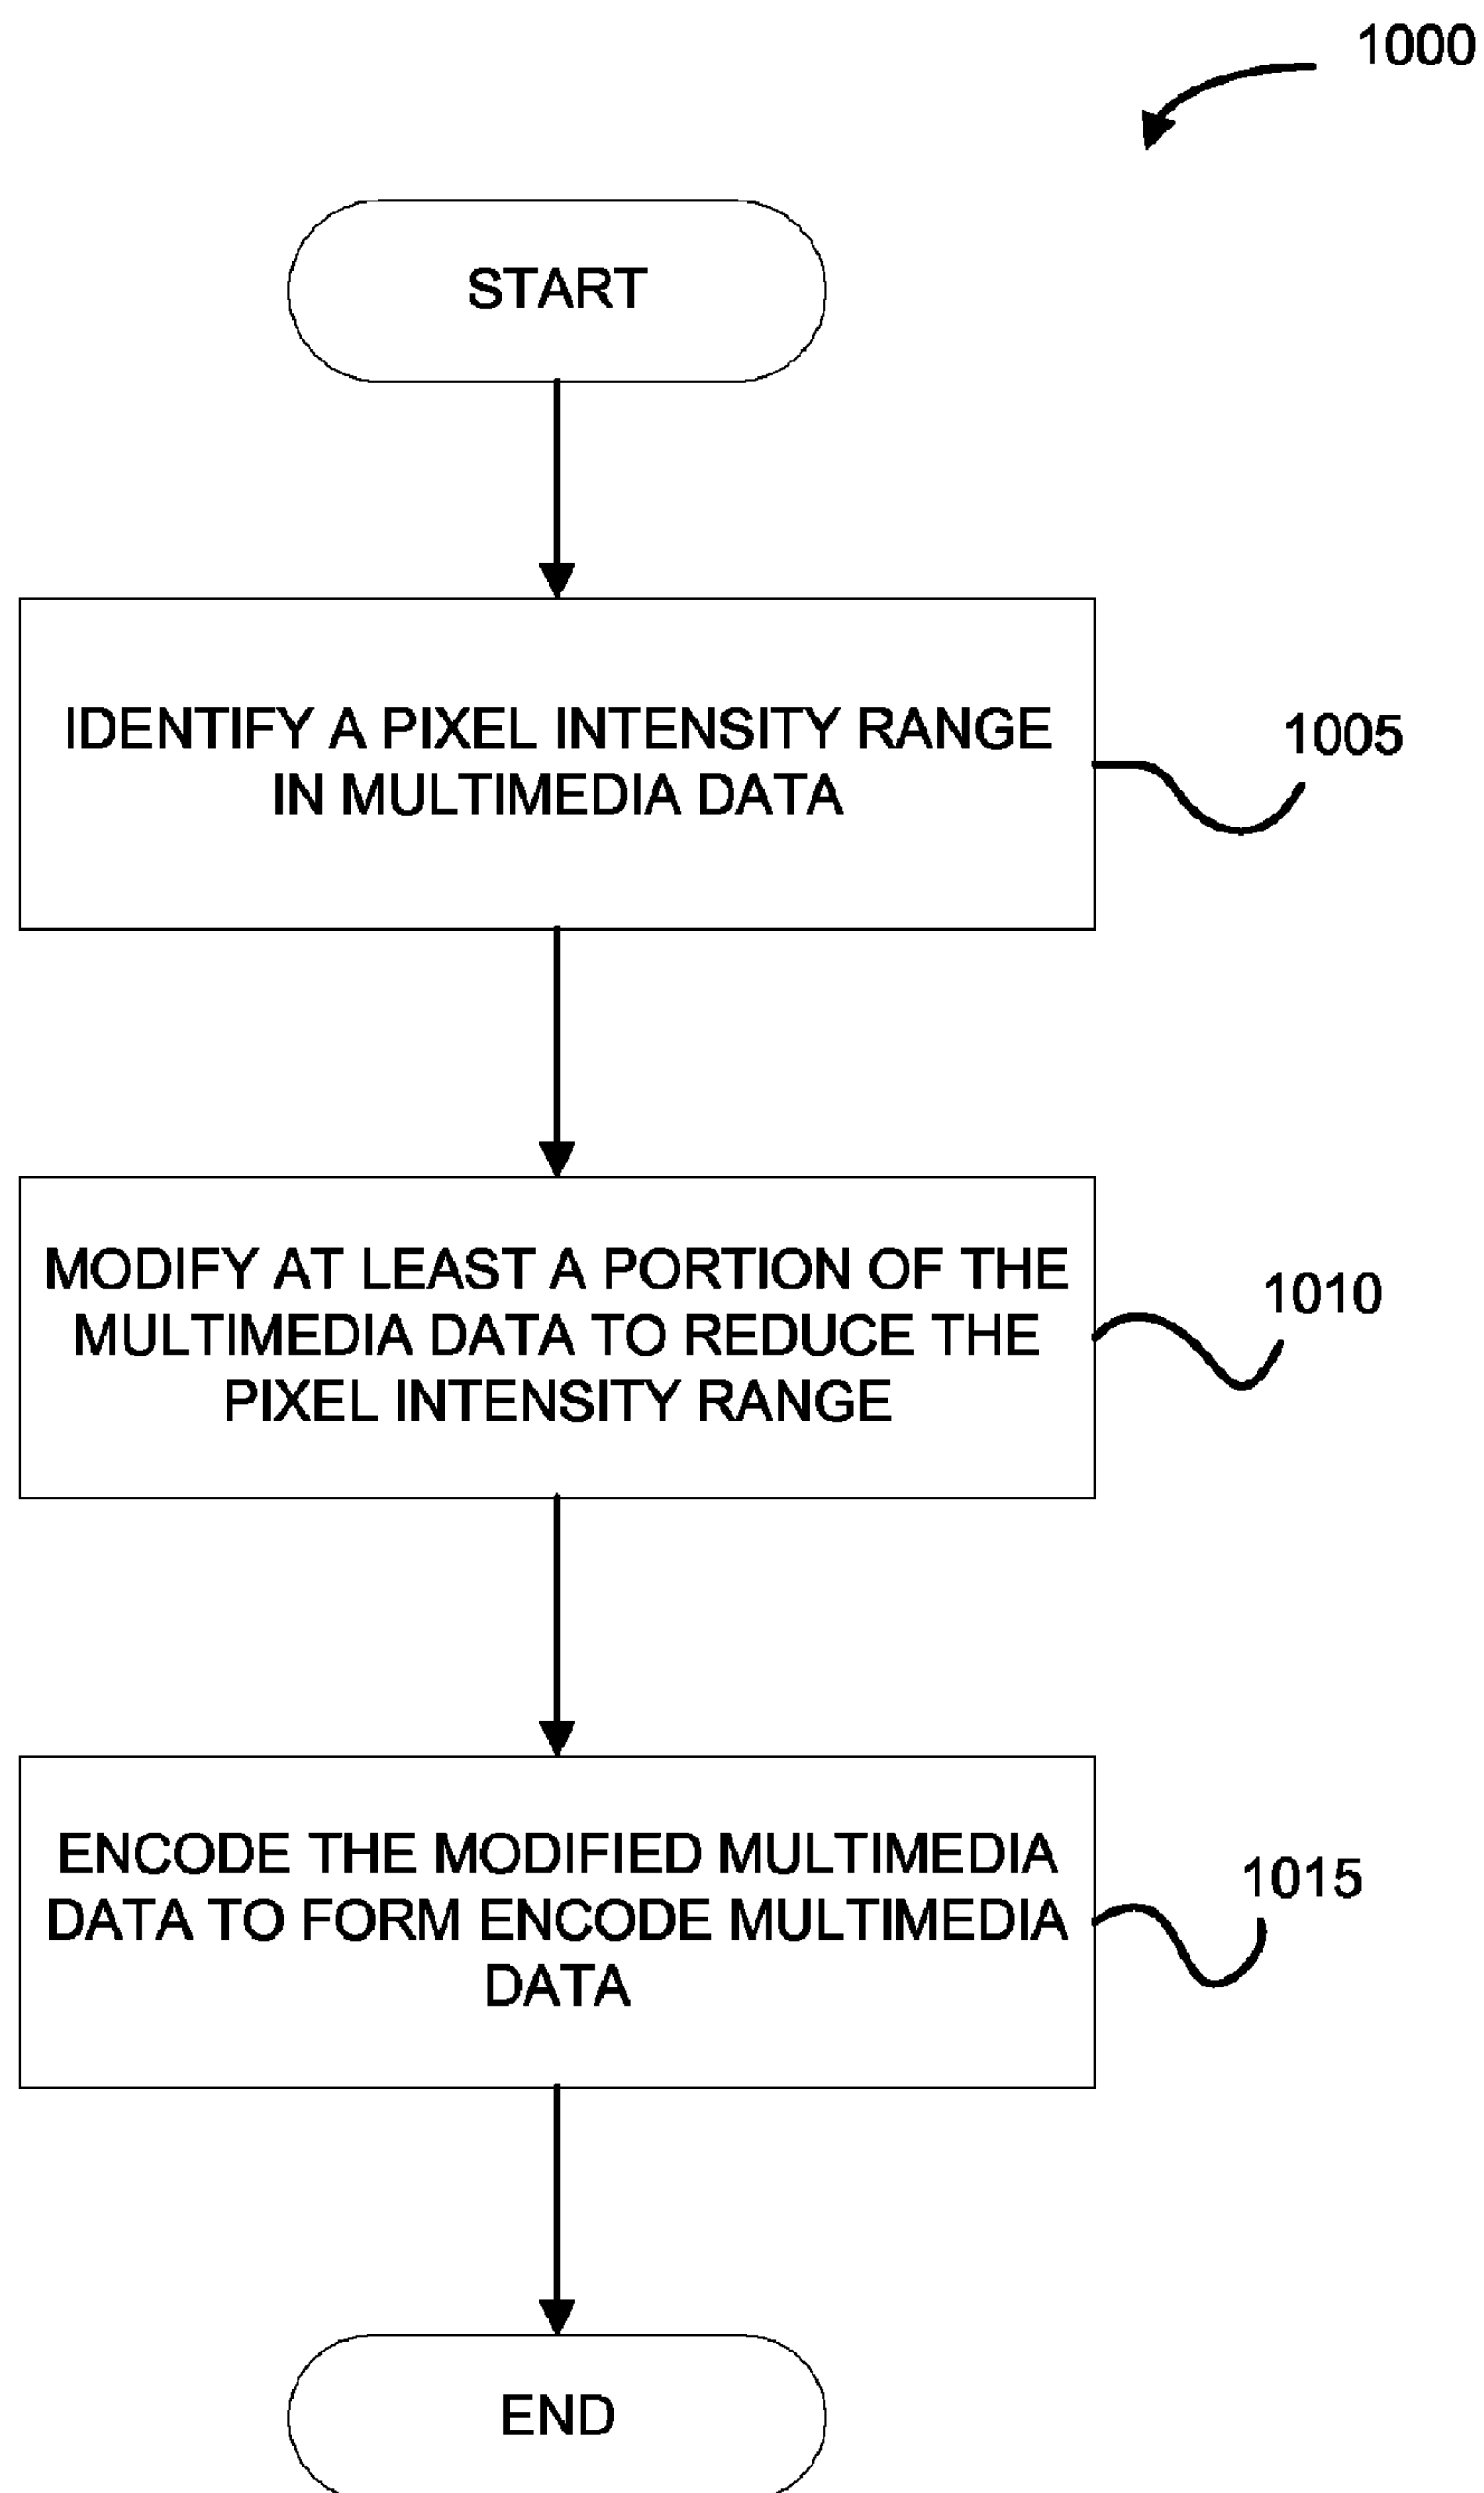 1000
START
IDENTIFY A PIXEL INTENSITY RANGE
IN MULTIMEDIA DATA
1005
MODIFY AT LEAST A PORTION OF THE
MULTIMEDIA DATA TO REDUCE THE
PIXEL INTENSITY RANGE
1010
ENCODE THE MODIFIED MULTIMEDIA
DATA TO FORM ENCODE MULTIMEDIA
DATA
1015
END